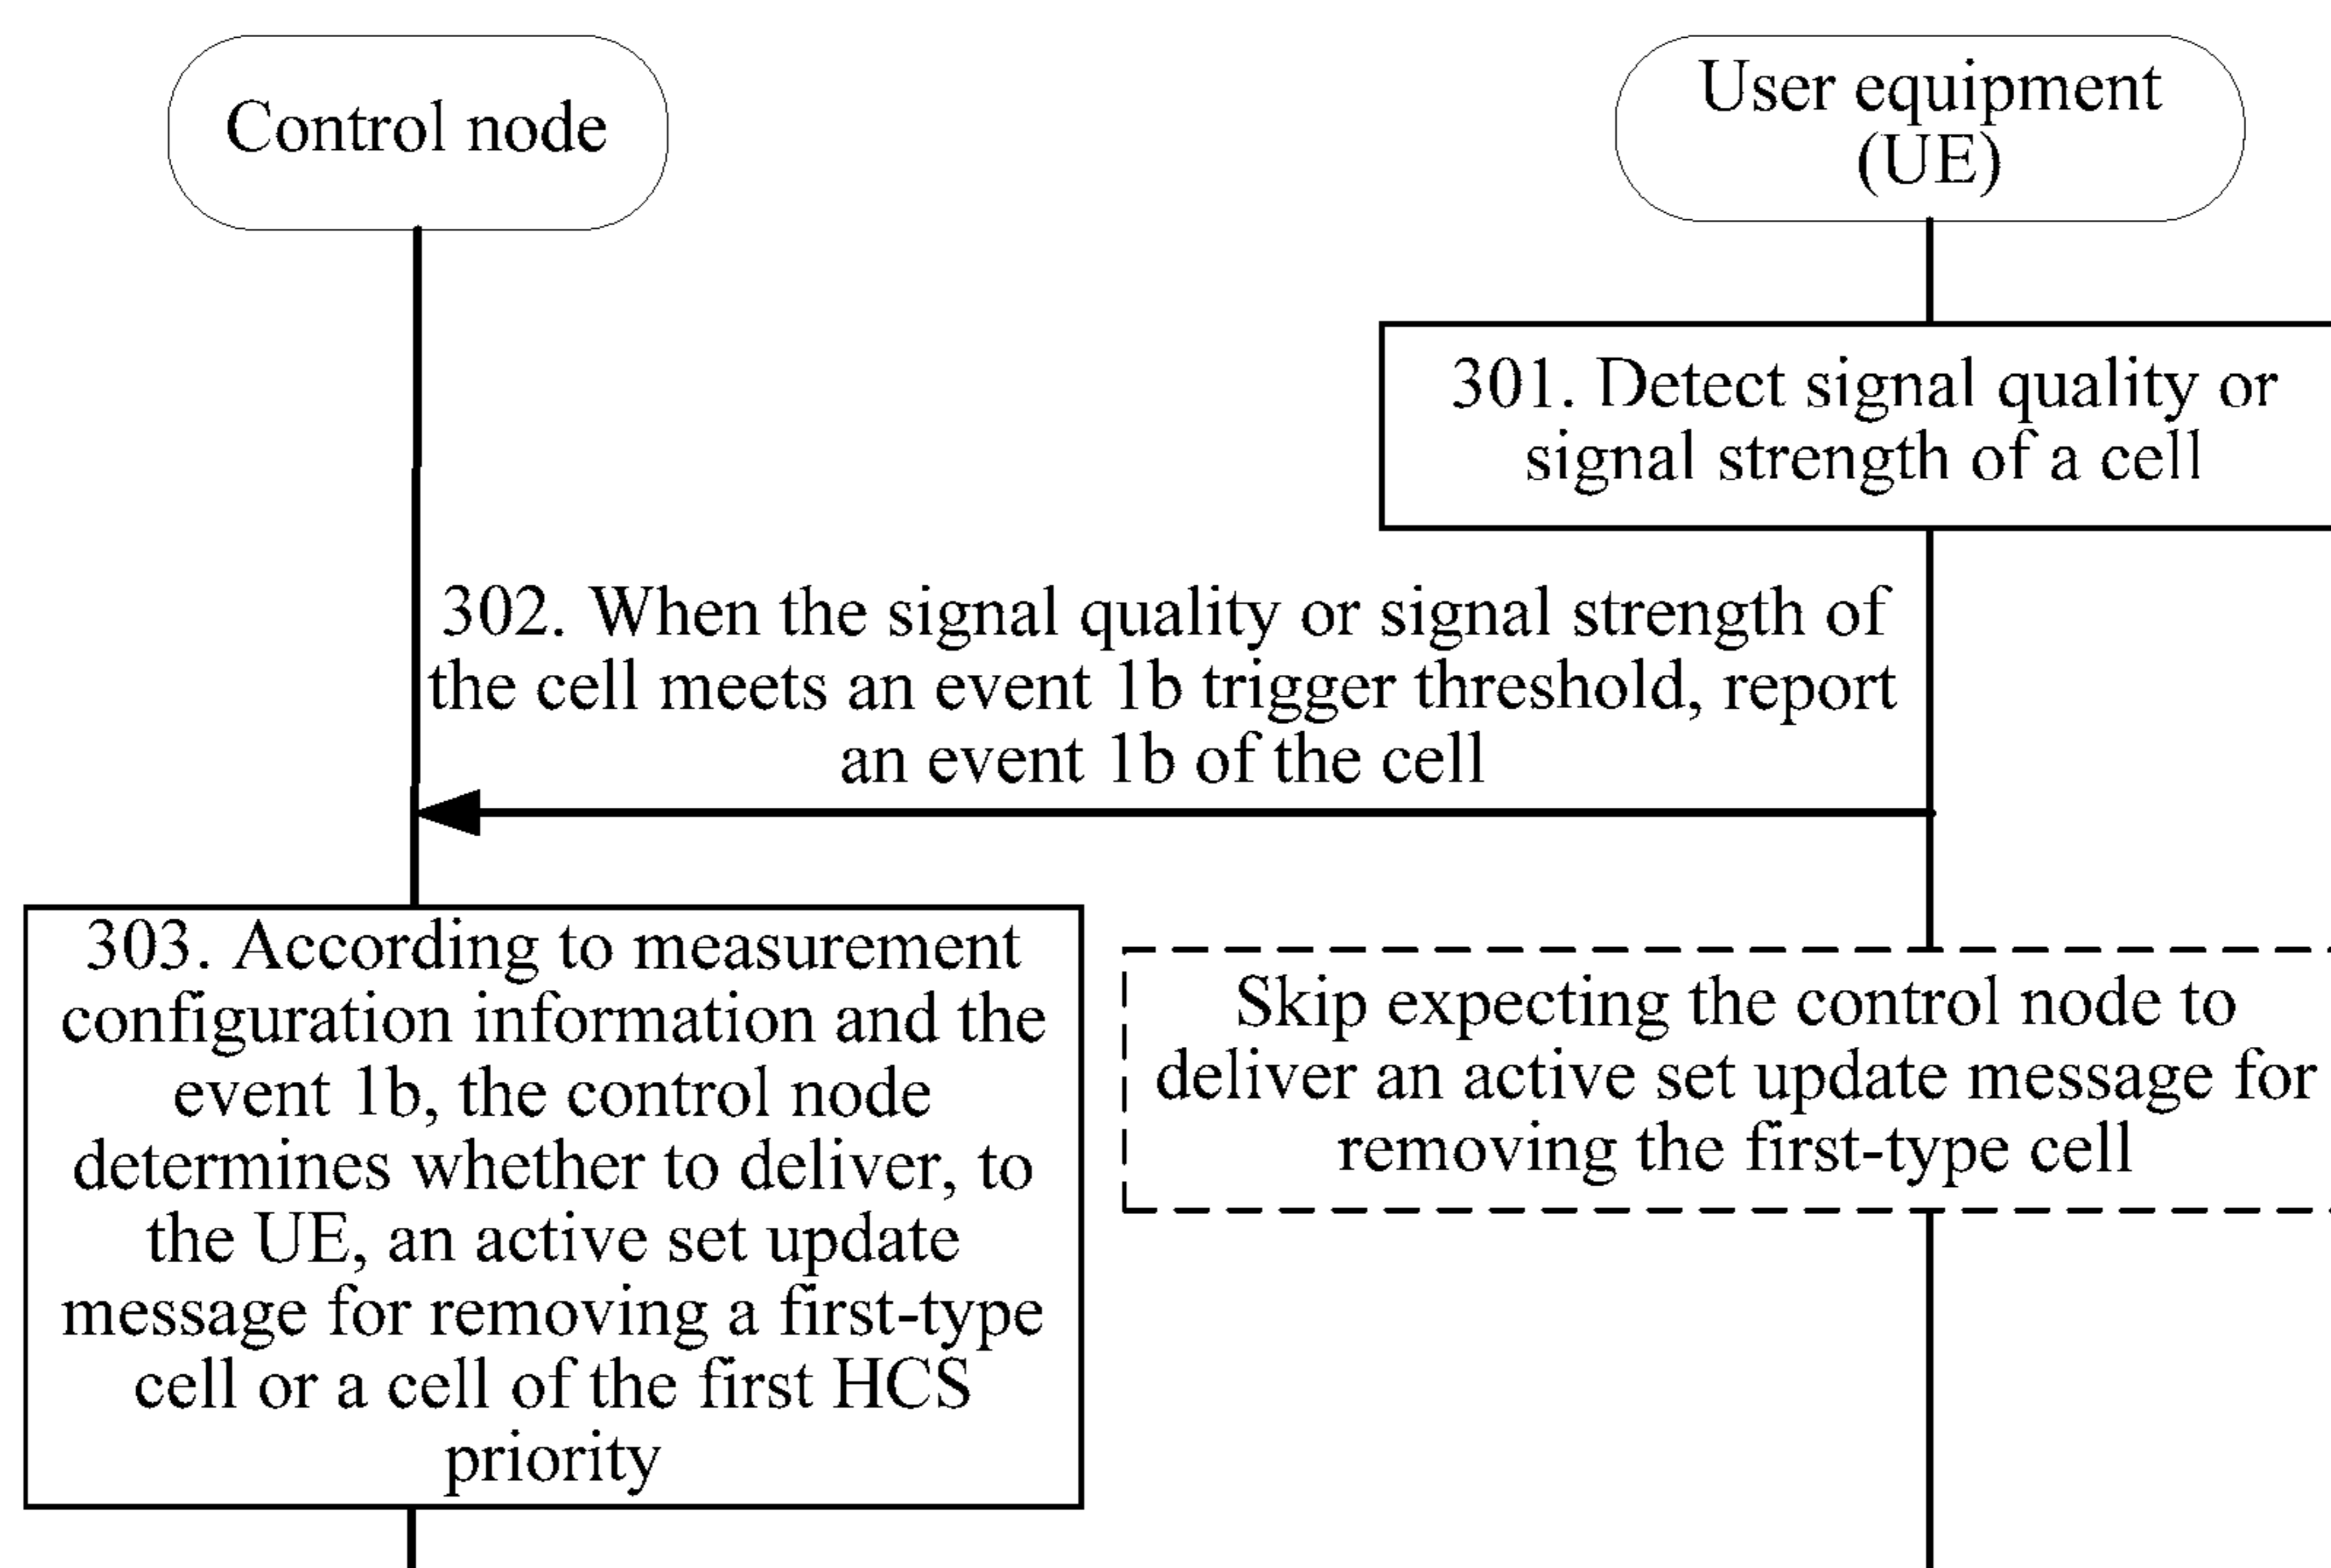 Control node
User equipment
(UE)
301. Detect signal quality or
signal strength of a cell
302. When the signal quality or signal strength of
the cell meets an event 1b trigger threshold, report
an event 1b of the cell
303. According to measurement
configuration information and the
event 1b, the control node
determines whether to deliver, to
the UE, an active set update
message for removing a first-type
cell or a cell of the first HCS
priority
Skip expecting the control node to
deliver an active set update message for
removing the first-type cell